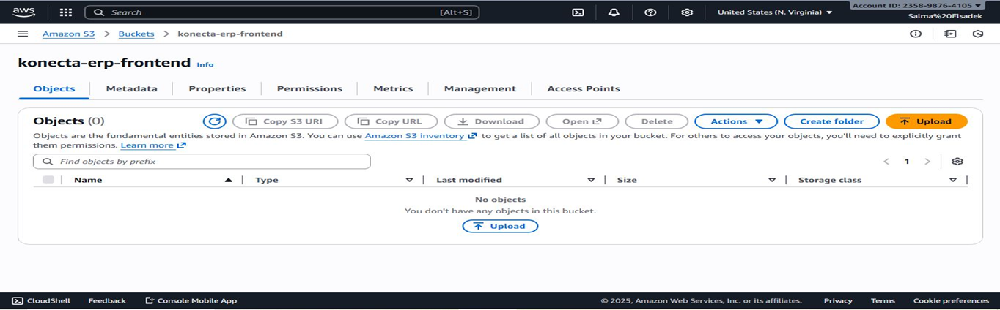 aws Search [Alt+S] United States (N. Virginia) Account ID: 2358-9876-4105
Salma%20Elsadek
Amazon S3 > Buckets > konecta-erp-frontend
konecta-erp-frontend Info
Objects Metadata Properties Permissions Metrics Management Access Points
Objects (0) Copy S3 URI Copy URL Download Open Delete Actions Create folder Upload
Objects are the fundamental entities stored in Amazon S3. You can use Amazon S3 inventory to get a list of all objects in your bucket. For others to access your objects, you'll need to explicitly grant
them permissions. Learn more
Find objects by prefix < 1 >
Name Type Last modified Size Storage class
No objects
You don't have any objects in this bucket.
Upload
CloudShell Feedback Console Mobile App © 2025, Amazon Web Services, Inc. or its affiliates. Privacy Terms Cookie preferences